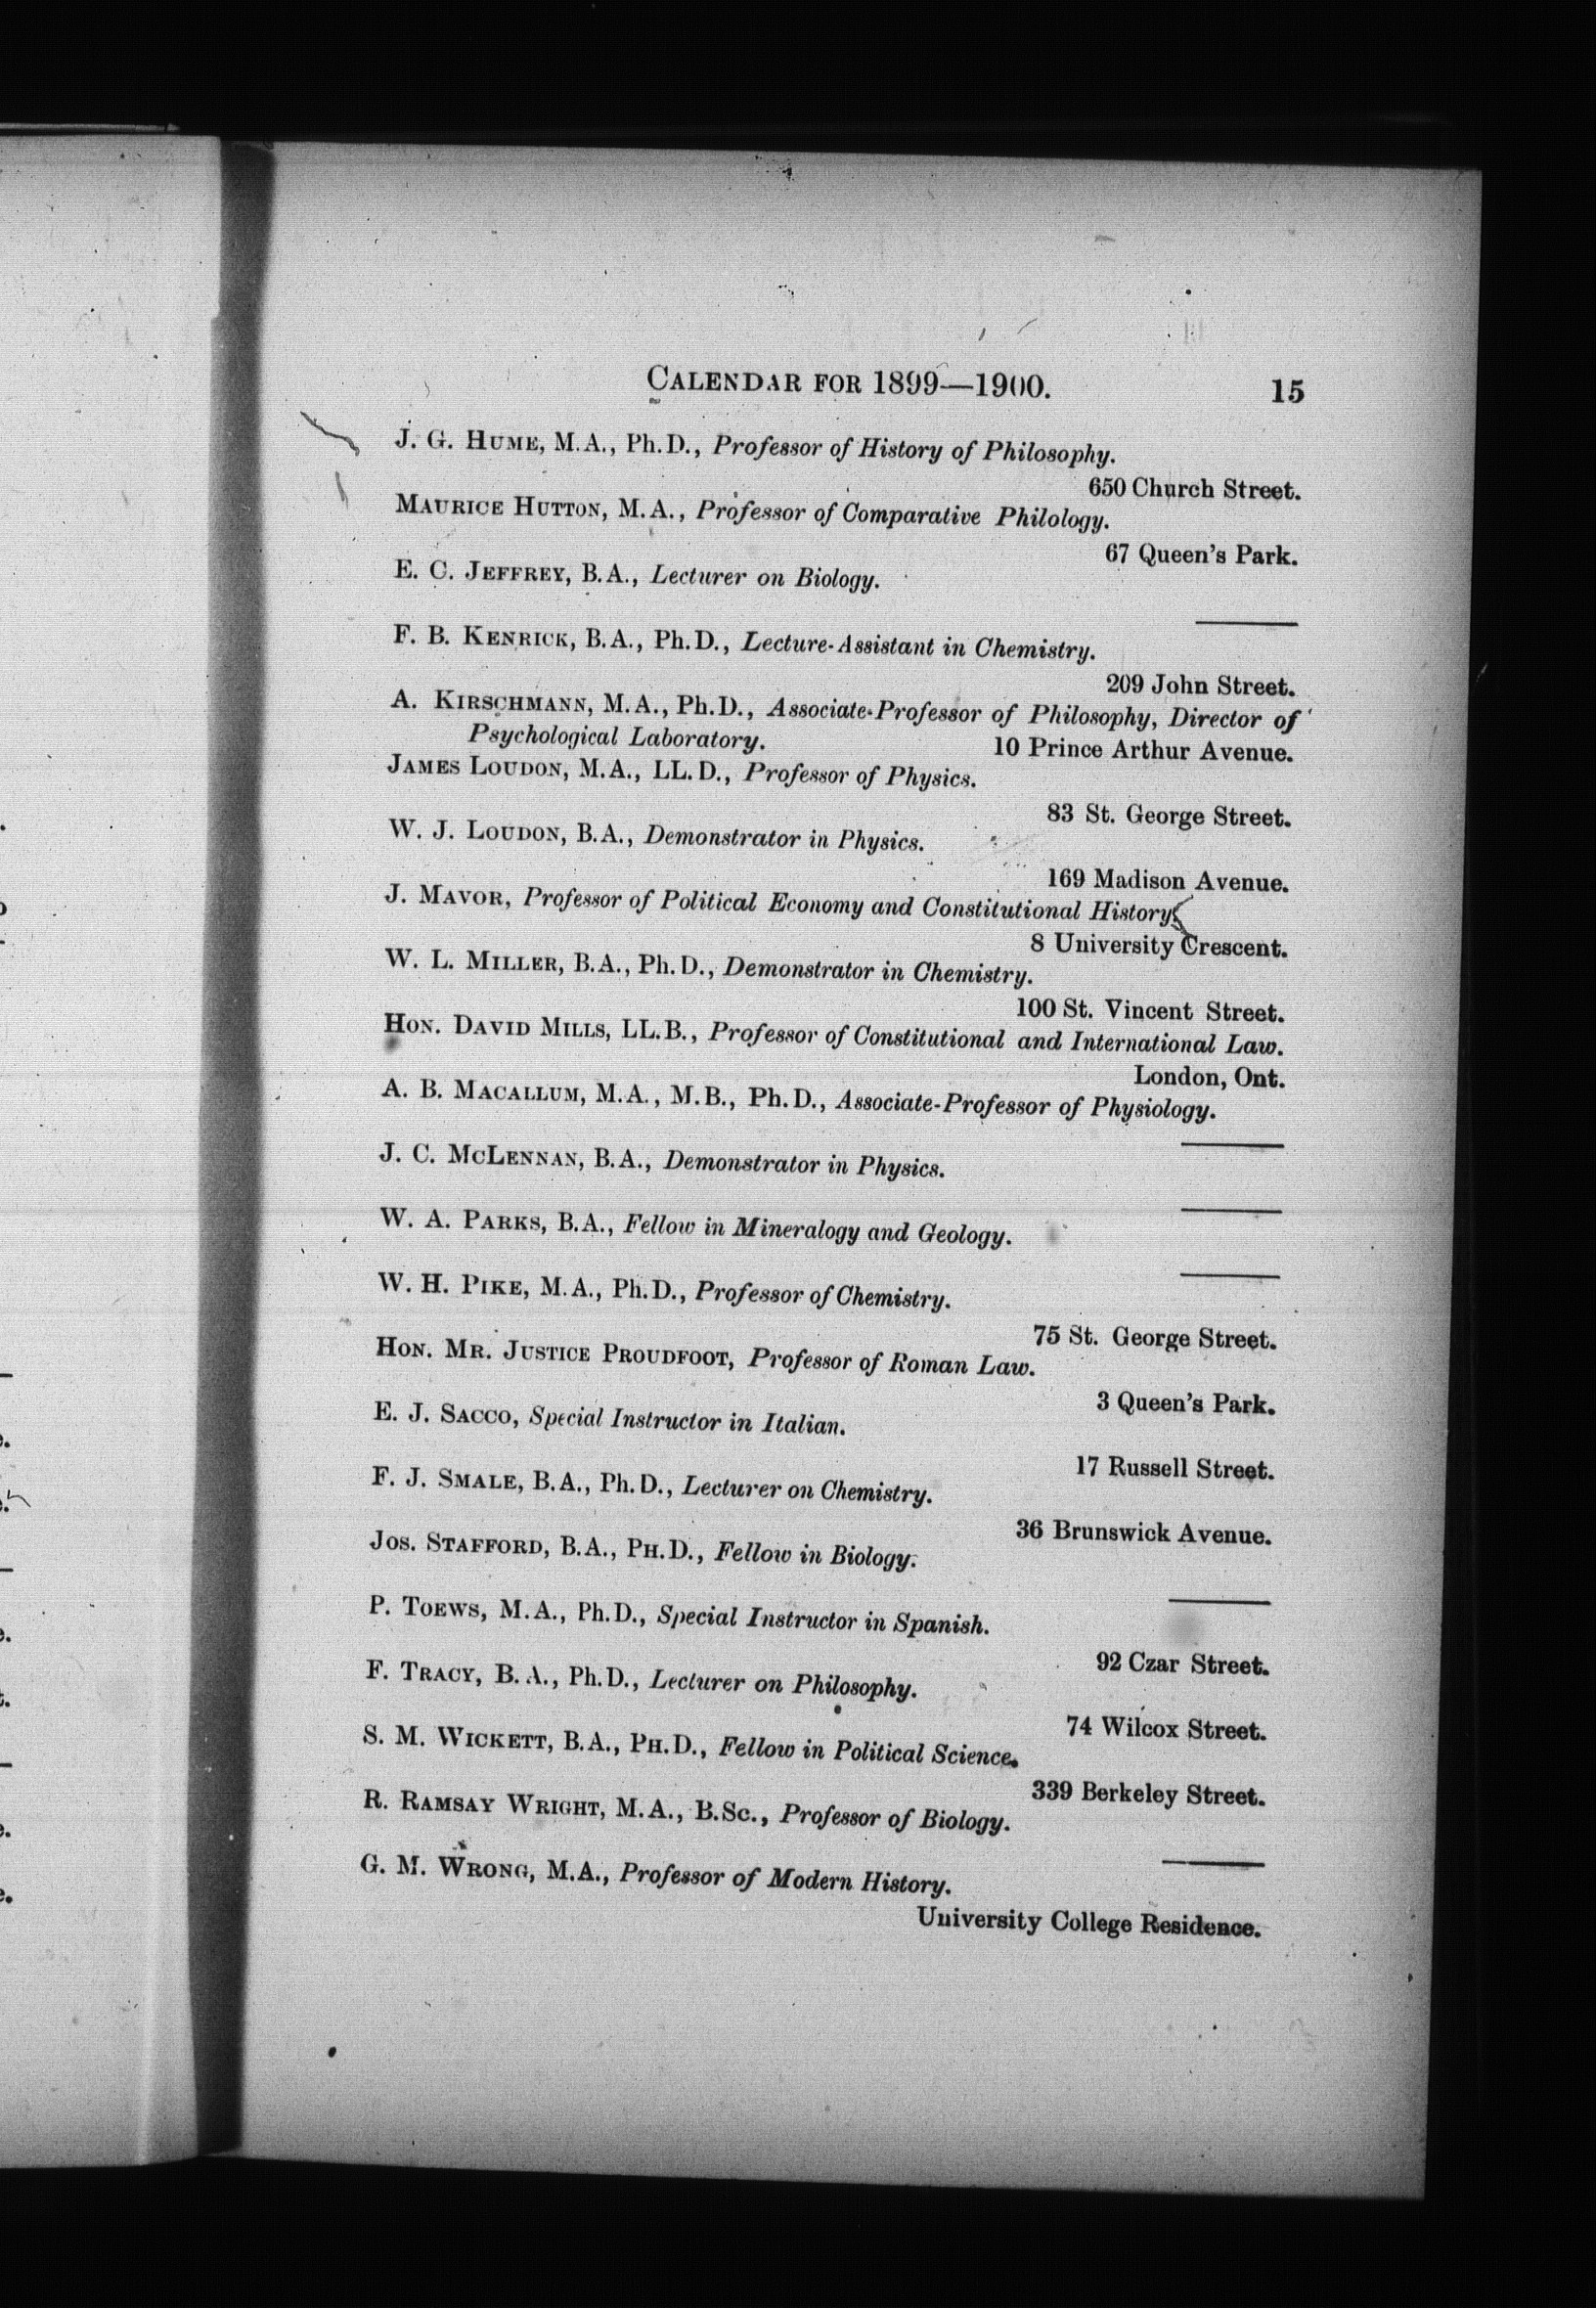 CALENDAR FOR 1899—1900. 15
J. G. HUME, M.A., Ph.D., Professor of History of Philosophy.
650 Church Street.
MAURICE HUTTON, M.A., Professor of Comparative Philology.
67 Queen's Park.
E. C. JEFFREY, B.A., Lecturer on Biology.
F. B. KENRICK, B.A., Ph.D., Lecture-Assistant in Chemistry.
209 John Street.
A. KIRSCHMANN, M.A., Ph.D., Associate-Professor of Philosophy, Director of
Psychological Laboratory. 10 Prince Arthur Avenue.
JAMES LOUDON, M.A., LL.D., Professor of Physics.
83 St. George Street.
W. J. LOUDON, B.A., Demonstrator in Physics.
169 Madison Avenue.
J. MAVOR, Professor of Political Economy and Constitutional History.
8 University Crescent.
W. L. MILLER, B.A., Ph.D., Demonstrator in Chemistry.
100 St. Vincent Street.
HON. DAVID MILLS, LL.B., Professor of Constitutional and International Law.
London, Ont.
A. B. MACALLUM, M.A., M.B., Ph.D., Associate-Professor of Physiology.
J. C. MCLENNAN, B.A., Demonstrator in Physics.
W. A. PARKS, B.A., Fellow in Mineralogy and Geology.
W. H. PIKE, M.A., Ph.D., Professor of Chemistry.
75 St. George Street.
HON. MR. JUSTICE PROUDFOOT, Professor of Roman Law.
3 Queen's Park.
E. J. SACCO, Special Instructor in Italian.
17 Russell Street.
F. J. SMALE, B.A., Ph.D., Lecturer on Chemistry.
36 Brunswick Avenue.
JOS. STAFFORD, B.A., PH.D., Fellow in Biology.
P. TOEWS, M.A., Ph.D., Special Instructor in Spanish.
92 Czar Street.
F. TRACY, B.A., Ph.D., Lecturer on Philosophy.
74 Wilcox Street.
S. M. WICKETT, B.A., PH.D., Fellow in Political Science.
339 Berkeley Street.
R. RAMSAY WRIGHT, M.A., B.Sc., Professor of Biology.
G. M. WRONG, M.A., Professor of Modern History.
University College Residence.